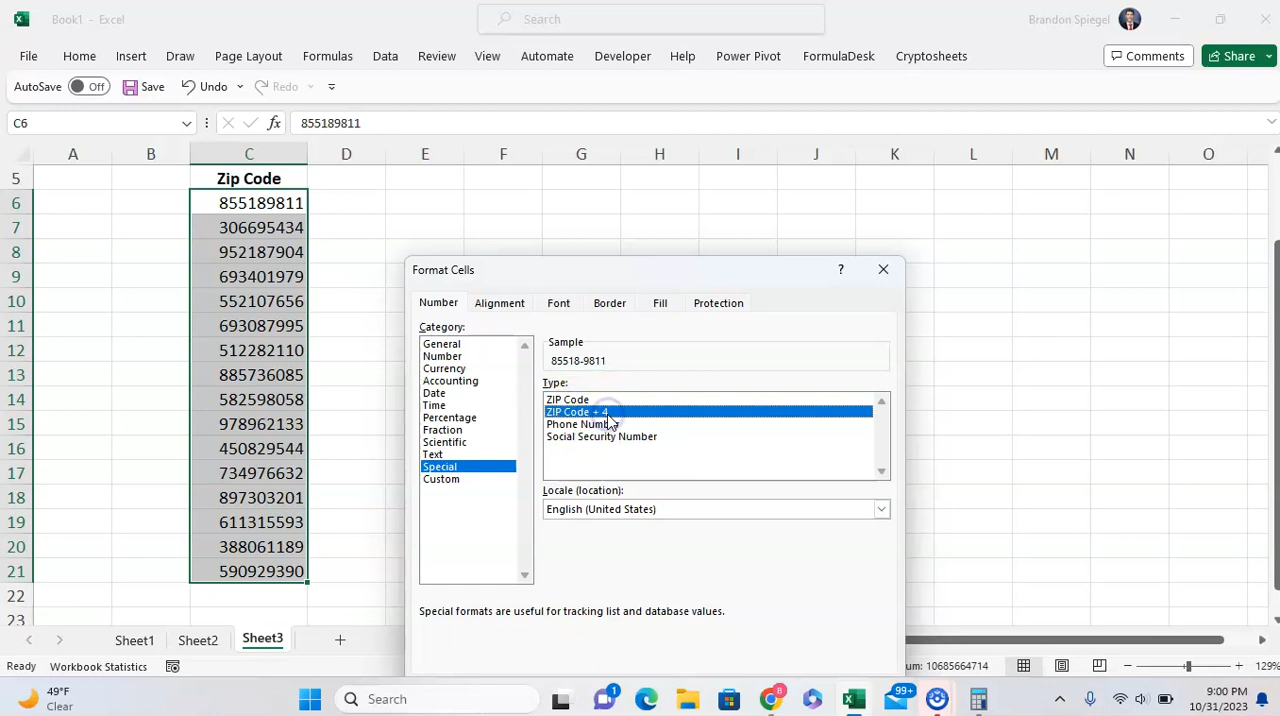 Book1 - Excel
Search
Brandon Spiegel
File Home Insert Draw Page Layout Formulas Data Review View Automate Developer Help Power Pivot FormulaDesk Cryptosheets
Comments Share
AutoSave Off Save Undo Redo
C6 fx 855189811
A B C D E F G H I J K L M N O
5 Zip Code
6 855189811
7 306695434
8 952187904
9 693401979
10 552107656
11 693087995
12 512282110
13 885736085
14 582598058
15 978962133
16 450829544
17 734976632
18 897303201
19 611315593
20 388061189
21 590929390
22
23
Format Cells
?
Number Alignment Font Border Fill Protection
Category:
General
Number
Currency
Accounting
Date
Time
Percentage
Fraction
Scientific
Text
Special
Custom
Sample
85518-9811
Type:
ZIP Code
ZIP Code + 4
Phone Number
Social Security Number
Locale (location):
English (United States)
Special formats are useful for tracking list and database values.
Sheet1 Sheet2 Sheet3
Ready Workbook Statistics
um: 10685664714
129%
49°F
Clear
Search
1
8
99+
9:00 PM
10/31/2023